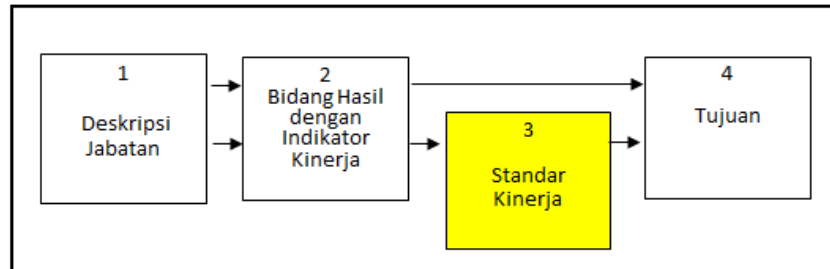 1
Deskripsi
Jabatan
2
Bidang Hasil
dengan
Indikator
Kinerja
3
Standar
Kinerja
4
Tujuan